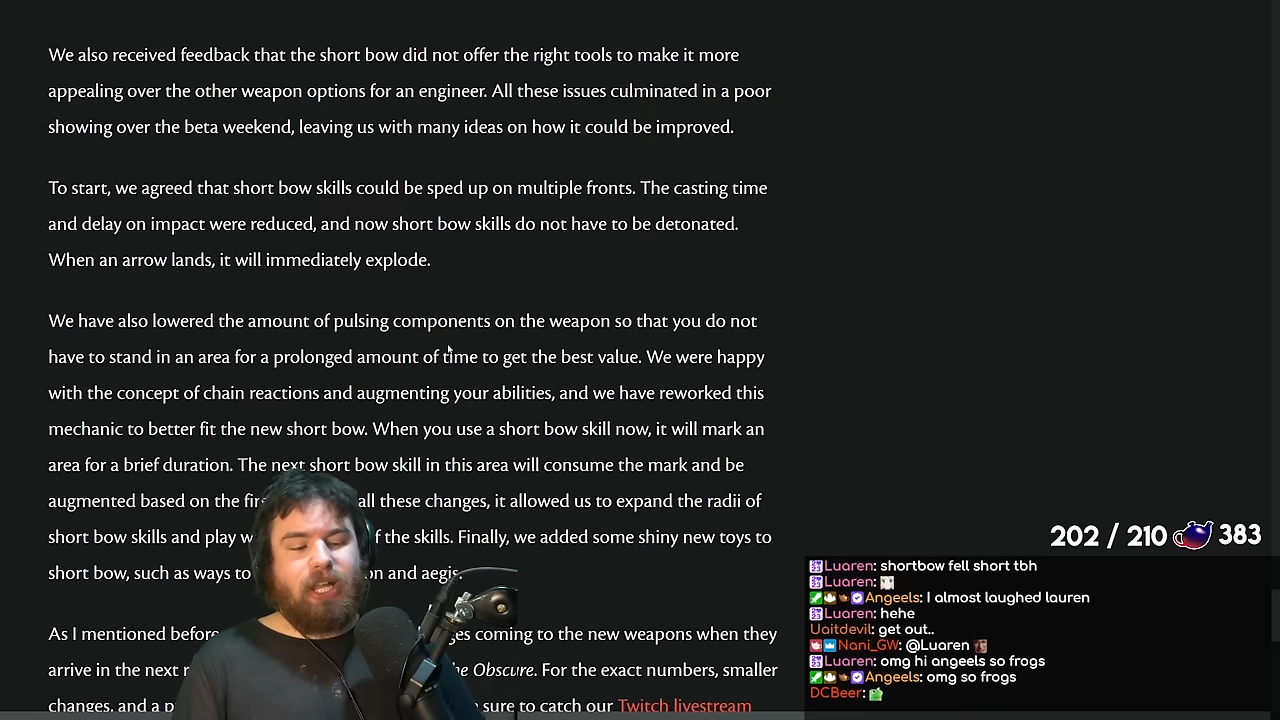 We also received feedback that the short bow did not offer the right tools to make it more
appealing over the other weapon options for an engineer. All these issues culminated in a poor
showing over the beta weekend, leaving us with many ideas on how it could be improved.
To start, we agreed that short bow skills could be sped up on multiple fronts. The casting time
and delay on impact were reduced, and now short bow skills do not have to be detonated.
When an arrow lands, it will immediately explode.
We have also lowered the amount of pulsing components on the weapon so that you do not
have to stand in an area for a prolonged amount of time to get the best value. We were happy
with the concept of chain reactions and augmenting your abilities, and we have reworked this
mechanic to better fit the new short bow. When you use a short bow skill now, it will mark an
area for a brief duration. The next short bow skill in this area will consume the mark and be
augmented based on the all these changes, it allowed us to expand the radii of
short bow skills and play f the skills. Finally, we added some shiny new toys to
short bow, such as ways to and aegis.
As I mentioned before ges coming to the new weapons when they
arrive in the next Obscure. For the exact numbers, smaller
changes, and a sure to catch our Twitch livestream
202 / 210 383
Luaren: shortbow fell short tbh
Luaren:
Angeels: I almost laughed lauren
Luaren: hehe
Uaitdevil: get out..
Nani_GW: @Luaren
Luaren: omg hi angeels so frogs
Angeels: omg so frogs
DCBeer: